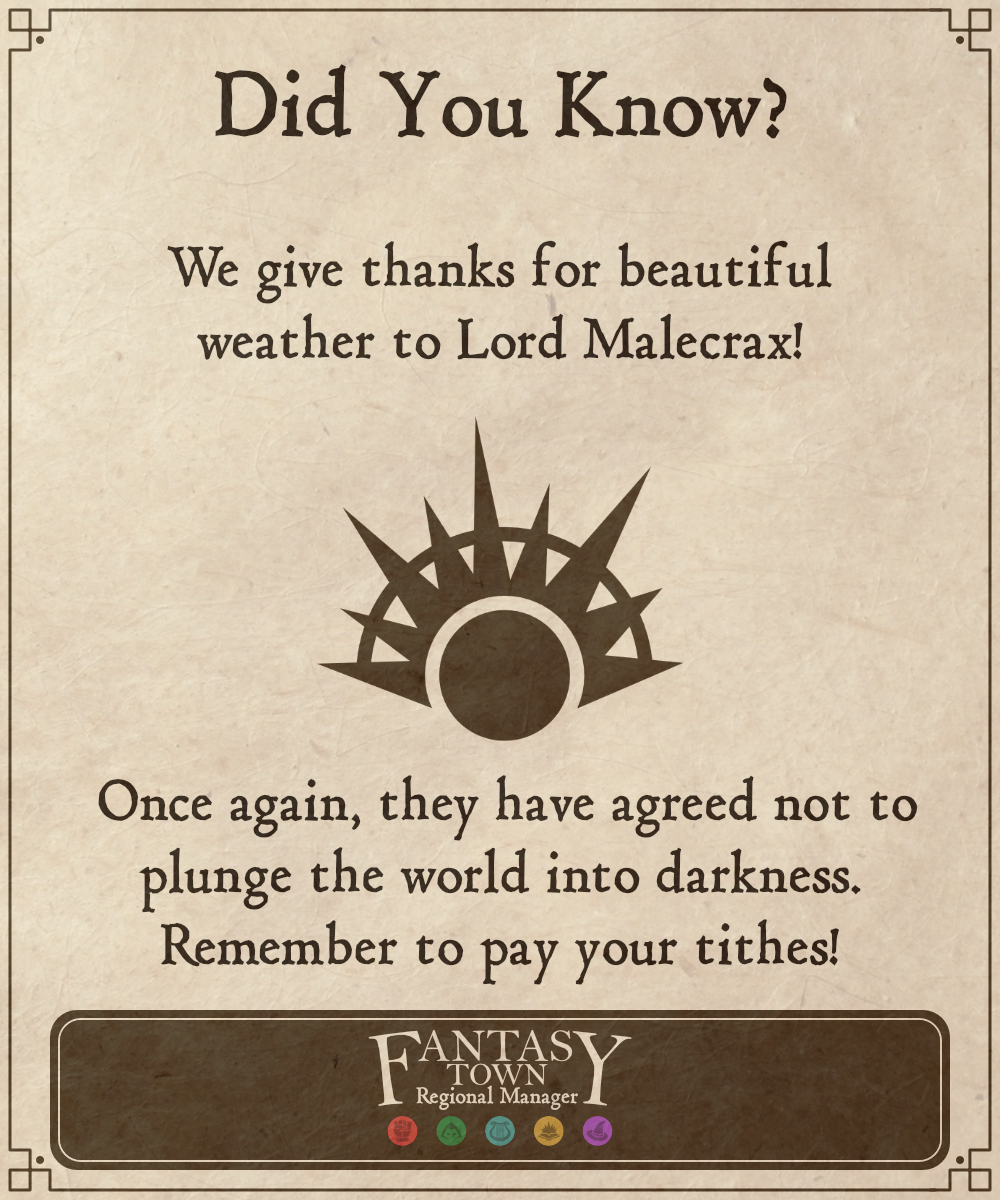 Did You Know?
We give thanks for beautiful
weather to Lord Malecrax!
Once again, they have agreed not to
plunge the world into darkness.
Remember to pay your tithes!
FANTASY
TOWN
Regional Manager